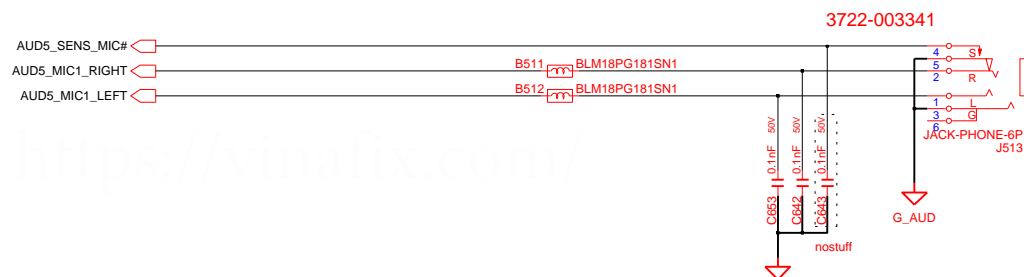 3722-003341
AUD5_SENS_MIC#
4
S
5
B511
BLM18PG181SN1
AUD5_MIC1_RIGHT
2
R
B512
BLM18PG181SN1
AUD5_MIC1_LEFT
1
L
3
G
6
JACK-PHONE-6P
J513
50V
50V
50V
0.1nF
0.1nF
0.1nF
C653
C642
C643
G_AUD
nostuff
https://vinafix.com/